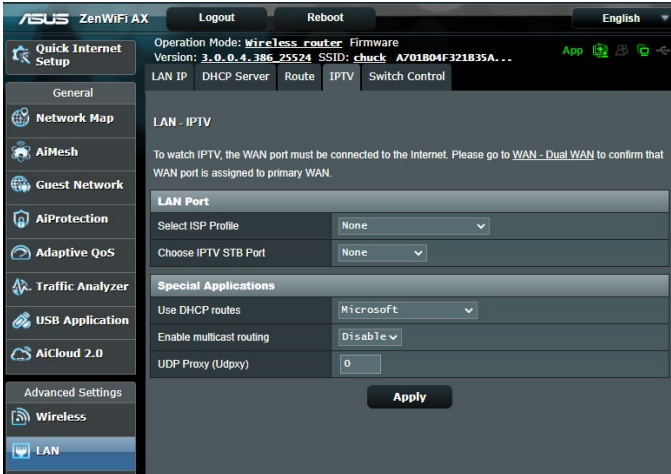 ASUS ZenWiFi AX Logout Reboot English
Quick Internet
Setup
Operation Mode: Wireless router Firmware
Version: 3.0.0.4.386_25524 SSID: chuck A701B04F321B35A...
App
LAN IP DHCP Server Route IPTV Switch Control
General
Network Map
AiMesh
Guest Network
AiProtection
Adaptive QoS
Traffic Analyzer
USB Application
AiCloud 2.0
Advanced Settings
Wireless
LAN
LAN - IPTV
To watch IPTV, the WAN port must be connected to the Internet. Please go to WAN - Dual WAN to confirm that
WAN port is assigned to primary WAN.
LAN Port
Select ISP Profile None
Choose IPTV STB Port None
Special Applications
Use DHCP routes Microsoft
Enable multicast routing Disable
UDP Proxy (Udpxy) 0
Apply